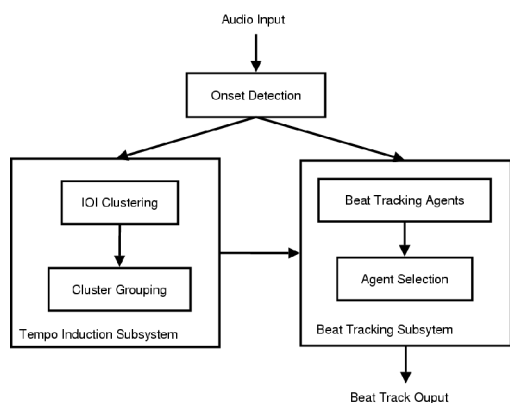 Audio Input
Onset Detection
IOI Clustering
Cluster Grouping
Tempo Induction Subsystem
Beat Tracking Agents
Agent Selection
Beat Tracking Subsytem
Beat Track Ouput